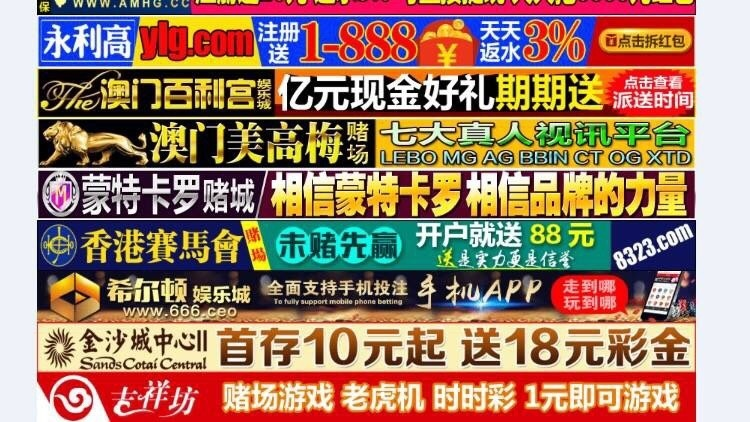 保 WWW.AMHG.CC
永利高 ylg.com 注册送 1-888 ¥ 天天返水 3% 点击拆红包
The 澳门百利宫 娱乐城 亿元现金好礼 期期送 点击查看 派送时间
澳门美高梅 赌场 七大真人视讯平台
LEBO MG AG BBIN CT OG XTD
M 蒙特卡罗 赌城 相信蒙特卡罗 相信品牌的力量
香港賽馬會 賭場 未赌先赢 开户就送 88 元
送是实力更是信誉 8323.com
希尔顿 娱乐城 全面支持手机投注 手机APP 走到哪
www.666.ceo To fully support mobile phone betting 玩到哪
金沙城中心II 首存10元起 送18元彩金
Sands Cotai Central
吉祥坊 赌场游戏 老虎机 时时彩 1元即可游戏